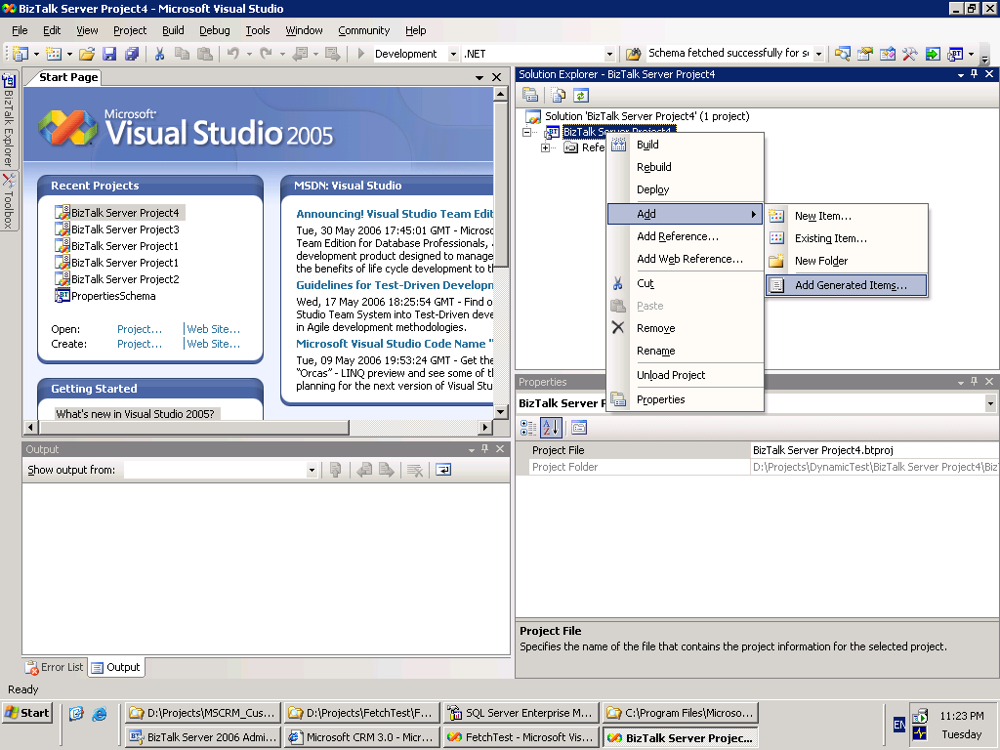 BizTalk Server Project4 - Microsoft Visual Studio
File Edit View Project Build Debug Tools Window Community Help
Development .NET Schema fetched successfully for s
BizTalk Explorer
Toolbox
Start Page
Microsoft
Visual Studio 2005
Recent Projects
BizTalk Server Project4
BizTalk Server Project3
BizTalk Server Project1
BizTalk Server Project1
BizTalk Server Project2
PropertiesSchema
Open: Project... Web Site...
Create: Project... Web Site...
Getting Started
What's new in Visual Studio 2005?
MSDN: Visual Studio
Announcing! Visual Studio Team Edit
Tue, 30 May 2006 17:45:01 GMT - Microso
Team Edition for Database Professionals,
development product designed to manage
the benefits of life cycle development to th
Guidelines for Test-Driven Developm
Wed, 17 May 2006 18:25:54 GMT - Find o
Studio Team System into Test-Driven deve
in Agile development methodologies.
Microsoft Visual Studio Code Name "
Tue, 09 May 2006 19:53:24 GMT - Get the
"Orcas" - LINQ preview and see some of th
planning for the next version of Visual Stu
Solution Explorer - BizTalk Server Project4
Solution 'BizTalk Server Project4' (1 project)
BizTalk Server Project4
Refe
Build
Rebuild
Deploy
Add
Add Reference...
Add Web Reference...
Cut
Paste
Remove
Rename
Unload Project
Properties
New Item...
Existing Item...
New Folder
Add Generated Items...
Properties
BizTalk Server P
Project File BizTalk Server Project4.btproj
Project Folder D:\Projects\DynamicTest\BizTalk Server Project4\Biz
Project File
Specifies the name of the file that contains the project information for the selected project.
Output
Show output from:
Error List Output
Ready
Start
D:\Projects\MSCRM_Cus... D:\Projects\FetchTest\F... SQL Server Enterprise M... C:\Program Files\Microso...
BizTalk Server 2006 Admi... Microsoft CRM 3.0 - Micr... FetchTest - Microsoft Vis... BizTalk Server Projec...
EN
11:23 PM
Tuesday